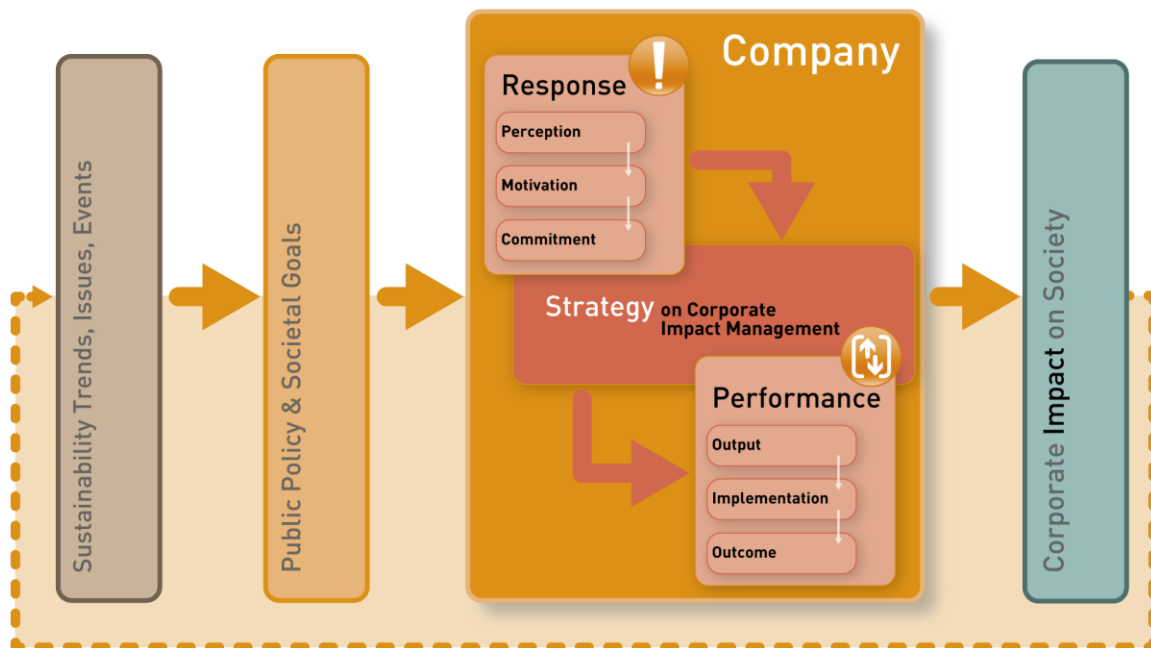 Sustainability Trends, Issues, Events
Public Policy & Societal Goals
Company
Response
Perception
Motivation
Commitment
Strategy on Corporate
Impact Management
Performance
Output
Implementation
Outcome
Corporate Impact on Society